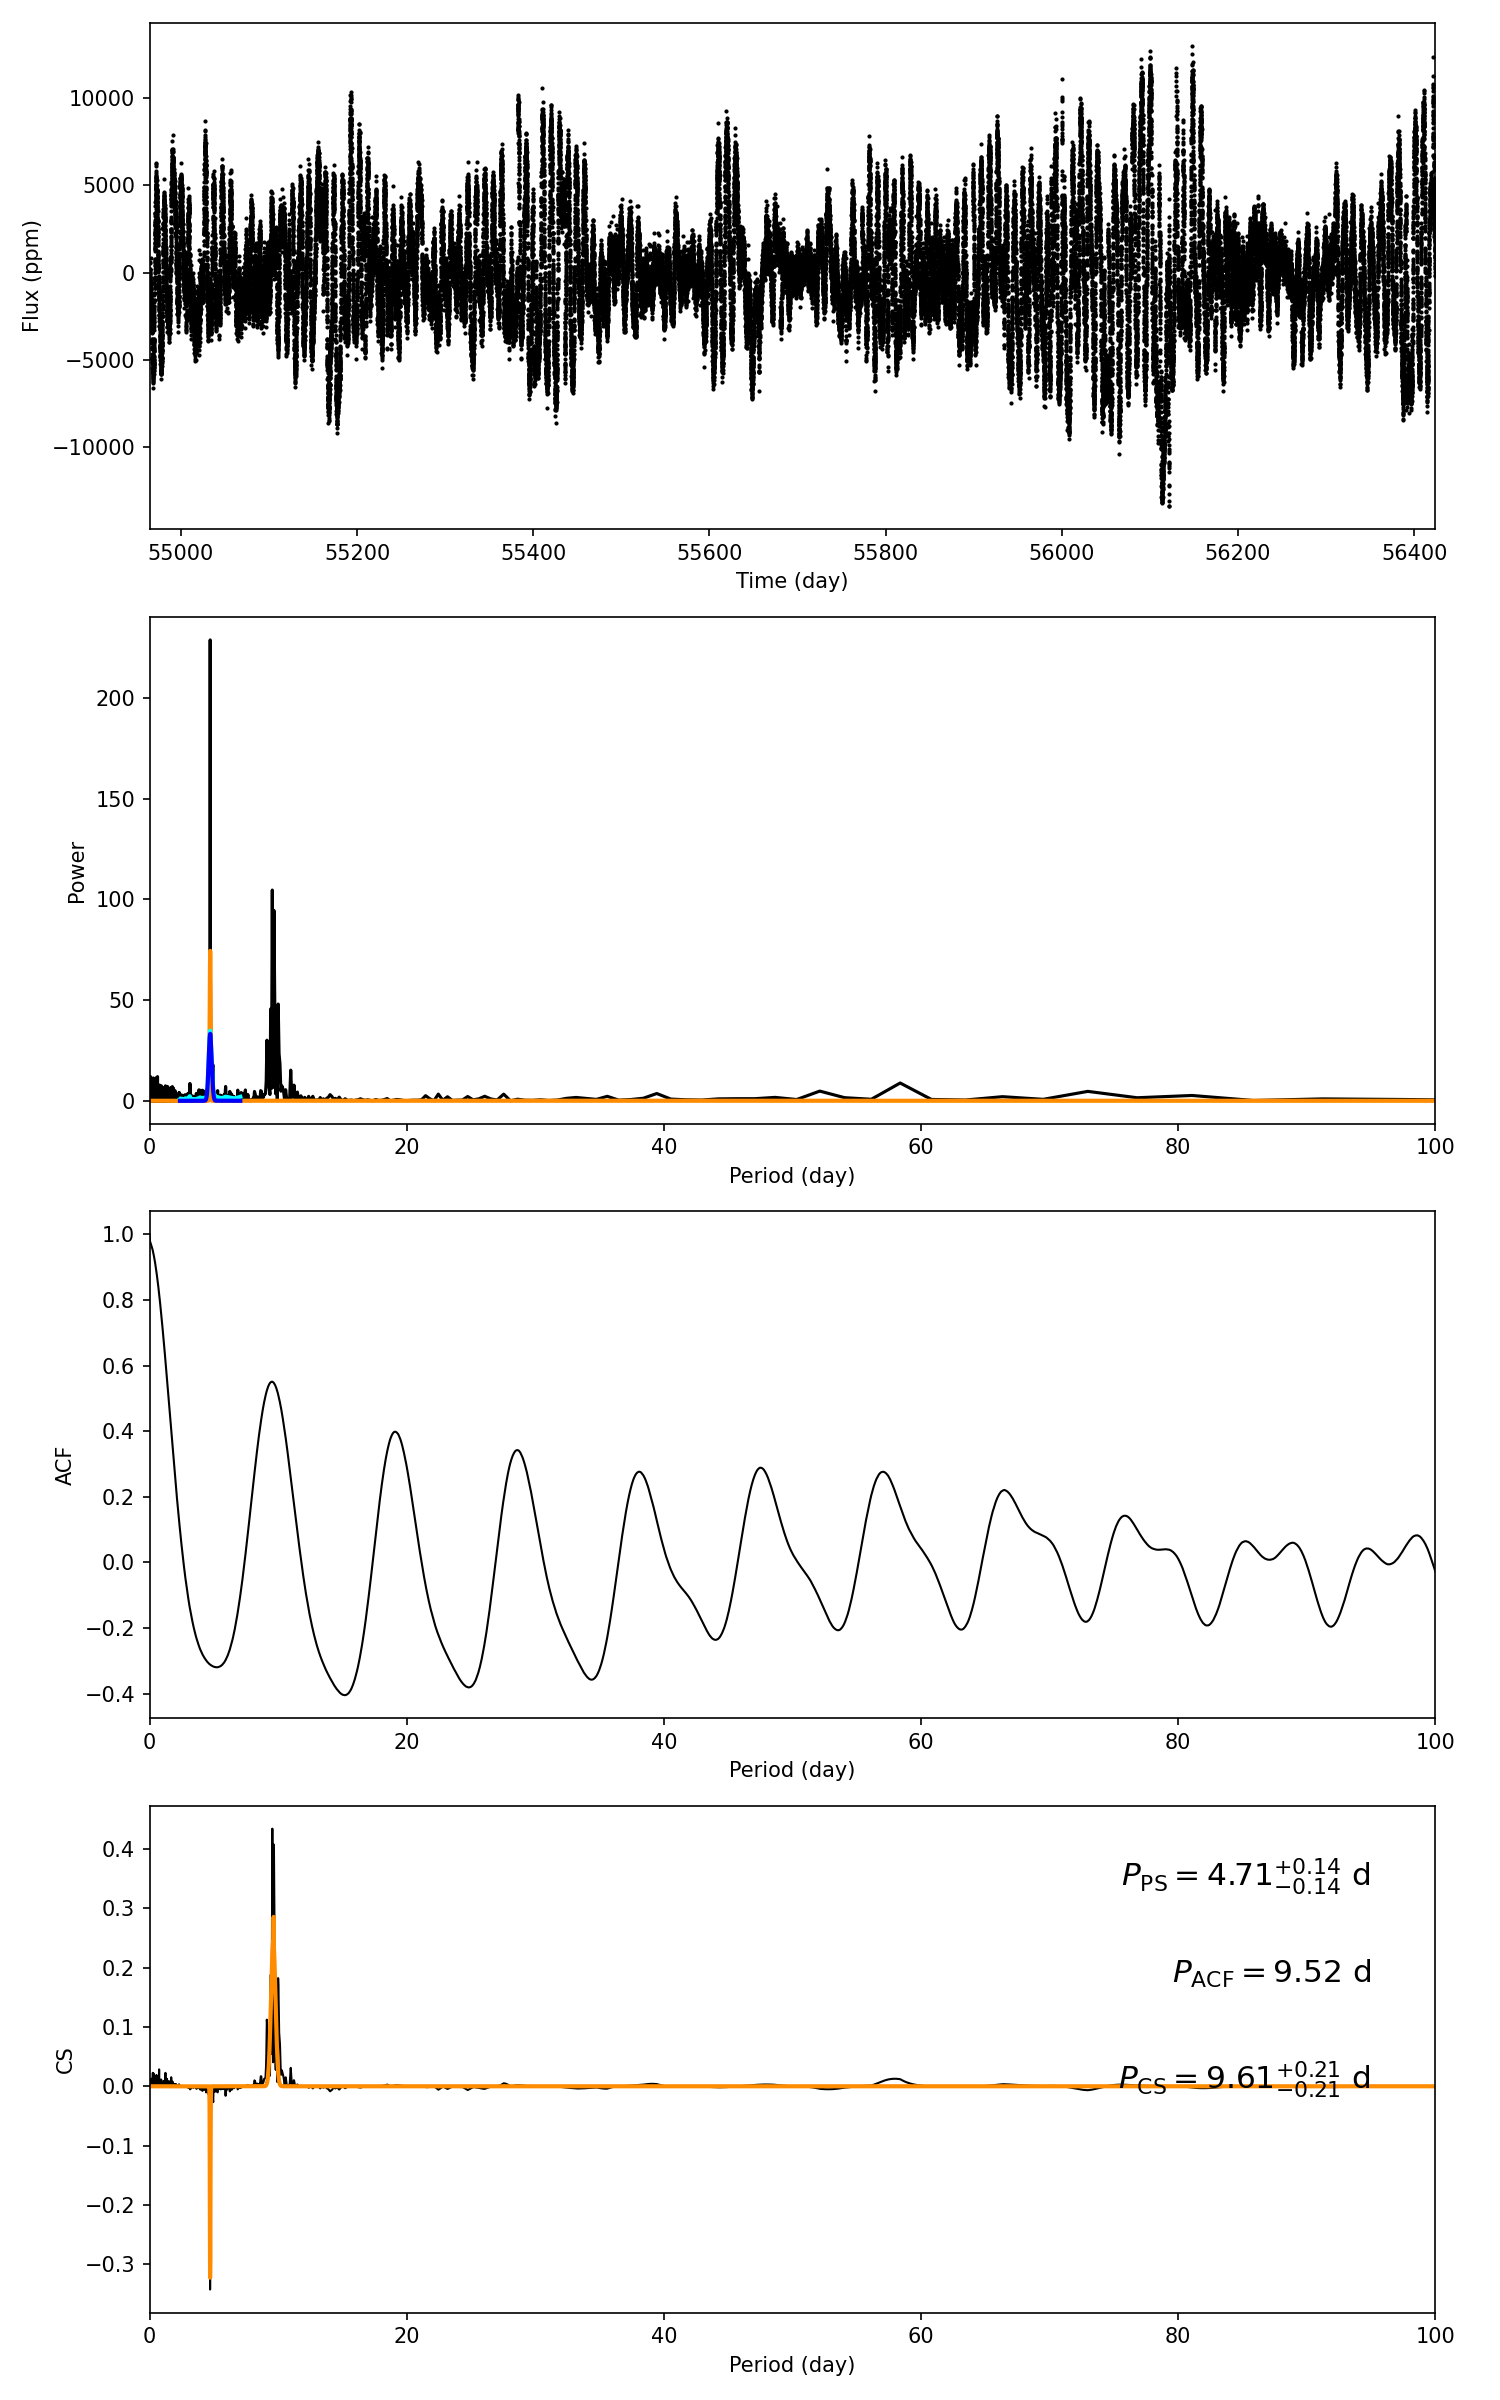 10000
5000
0
−5000
−10000
Flux (ppm)
55000 55200 55400 55600 55800 56000 56200 56400
Time (day)
200
150
100
50
0
Power
0 20 40 60 80 100
Period (day)
1.0
0.8
0.6
0.4
0.2
0.0
−0.2
−0.4
ACF
0 20 40 60 80 100
Period (day)
0.4
0.3
0.2
0.1
0.0
−0.1
−0.2
−0.3
CS
P_PS = 4.71 +0.14 −0.14 d
P_ACF = 9.52 d
P_CS = 9.61 +0.21 −0.21 d
0 20 40 60 80 100
Period (day)